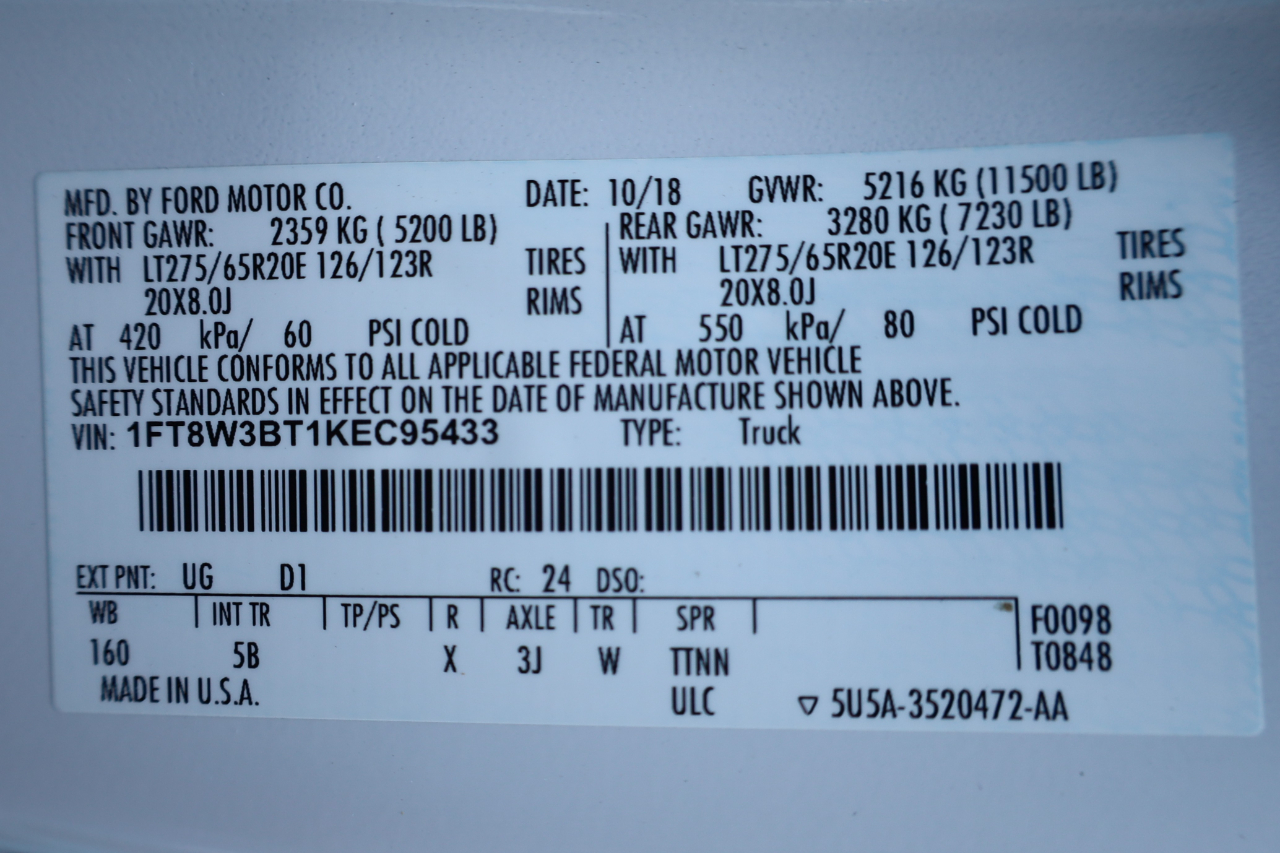 MFD. BY FORD MOTOR CO. DATE: 10/18 GVWR: 5216 KG (11500 LB)
FRONT GAWR: 2359 KG ( 5200 LB) REAR GAWR: 3280 KG ( 7230 LB)
WITH LT275/65R20E 126/123R TIRES WITH LT275/65R20E 126/123R TIRES
20X8.0J RIMS 20X8.0J RIMS
AT 420 kPa/ 60 PSI COLD AT 550 kPa/ 80 PSI COLD
THIS VEHICLE CONFORMS TO ALL APPLICABLE FEDERAL MOTOR VEHICLE
SAFETY STANDARDS IN EFFECT ON THE DATE OF MANUFACTURE SHOWN ABOVE.
VIN: 1FT8W3BT1KEC95433 TYPE: Truck
EXT PNT: UG D1 RC: 24 DSO:
WB INT TR TP/PS R AXLE TR SPR F0098
160 5B X 3J W TTNN T0848
MADE IN U.S.A. ULC ▽ 5U5A-3520472-AA